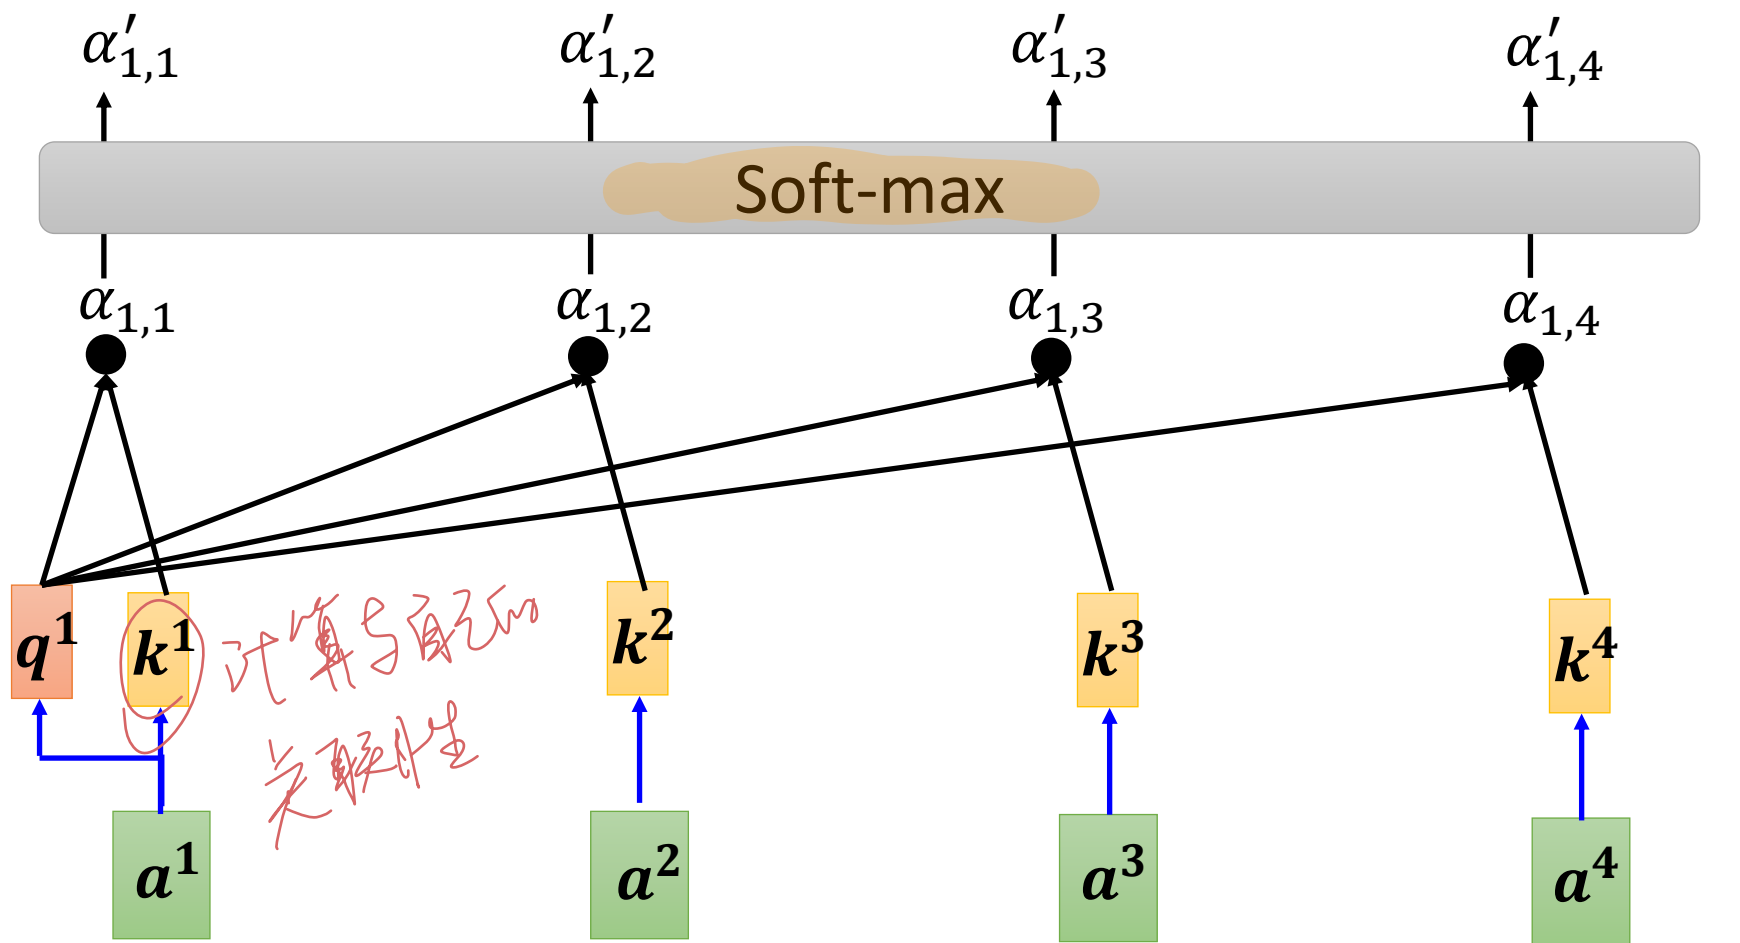 α′1,1 α′1,2 α′1,3 α′1,4
Soft-max
α1,1 α1,2 α1,3 α1,4
q¹ k¹ k² k³ k⁴
计算与自己的
关联性
a¹ a² a³ a⁴